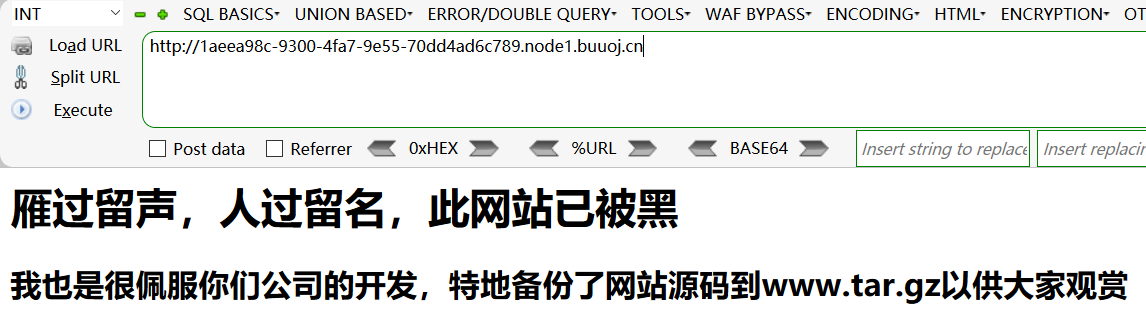 INT SQL BASICS UNION BASED ERROR/DOUBLE QUERY TOOLS WAF BYPASS ENCODING HTML ENCRYPTION OT
Load URL http://1aeea98c-9300-4fa7-9e55-70dd4ad6c789.node1.buuoj.cn
Split URL
Execute
Post data Referrer 0xHEX %URL BASE64 Insert string to replace Insert replacin
雁过留声，人过留名，此网站已被黑
我也是很佩服你们公司的开发，特地备份了网站源码到www.tar.gz以供大家观赏